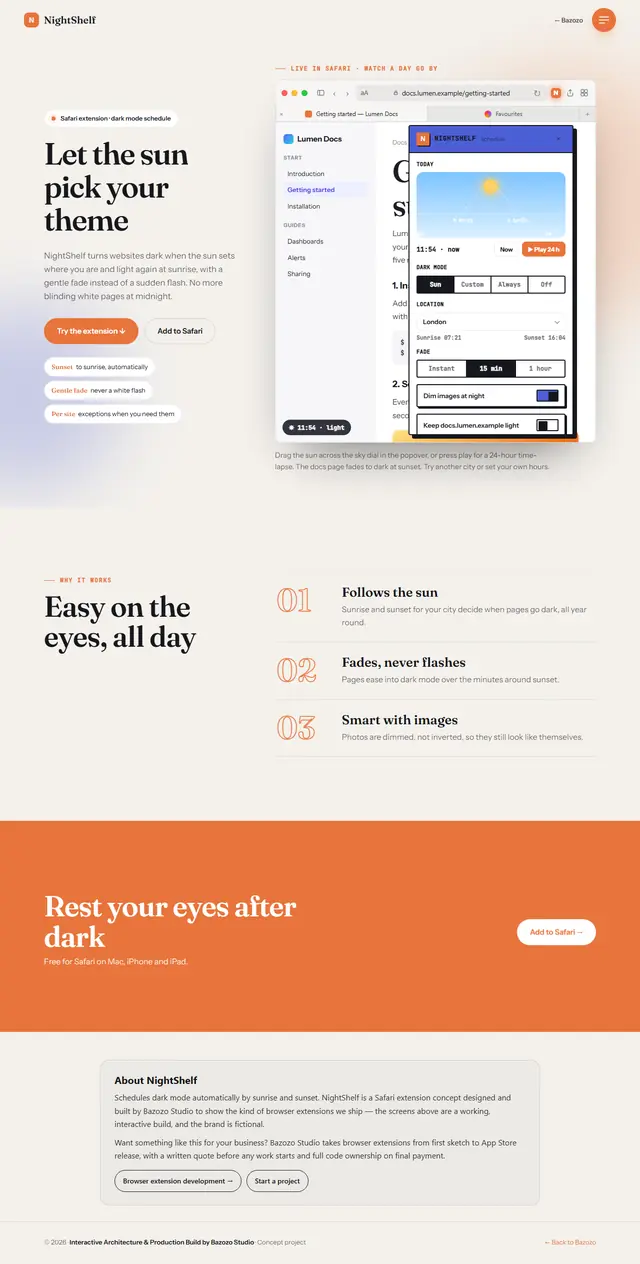 N NightShelf
← Bazozo
Safari extension · dark mode schedule
Let the sun
pick your
theme
NightShelf turns websites dark when the sun sets
where you are and light again at sunrise, with a
gentle fade instead of a sudden flash. No more
blinding white pages at midnight.
Try the extension ↓
Add to Safari
Sunset to sunrise, automatically
Gentle fade never a white flash
Per site exceptions when you need them
LIVE IN SAFARI · WATCH A DAY GO BY
aA docs.lumen.example/getting-started N
Getting started — Lumen Docs
Favourites
Lumen Docs
START
Introduction
Getting started
Installation
GUIDES
Dashboards
Alerts
Sharing
Docs
G
s
Lum
your
five
1. In
Add
with
$
$
2. S
Ever
seco
11:54 · light
N NIGHTSHELF
TODAY
11:54 · now
Now
▶ Play 24 h
DARK MODE
Sun Custom Always Off
LOCATION
London
Sunrise 07:21 Sunset 16:04
FADE
Instant 15 min 1 hour
Dim images at night
Keep docs.lumen.example light
Drag the sun across the sky dial in the popover, or press play for a 24-hour time-
lapse. The docs page fades to dark at sunset. Try another city or set your own hours.
WHY IT WORKS
Easy on the
eyes, all day
01 Follows the sun
Sunrise and sunset for your city decide when pages go dark, all year
round.
02 Fades, never flashes
Pages ease into dark mode over the minutes around sunset.
03 Smart with images
Photos are dimmed, not inverted, so they still look like themselves.
Rest your eyes after
dark
Free for Safari on Mac, iPhone and iPad.
Add to Safari →
About NightShelf
Schedules dark mode automatically by sunrise and sunset. NightShelf is a Safari extension concept designed and
built by Bazozo Studio to show the kind of browser extensions we ship — the screens above are a working,
interactive build, and the brand is fictional.
Want something like this for your business? Bazozo Studio takes browser extensions from first sketch to App Store
release, with a written quote before any work starts and full code ownership on final payment.
Browser extension development →
Start a project
© 2026 · Interactive Architecture & Production Build by Bazozo Studio · Concept project
← Back to Bazozo